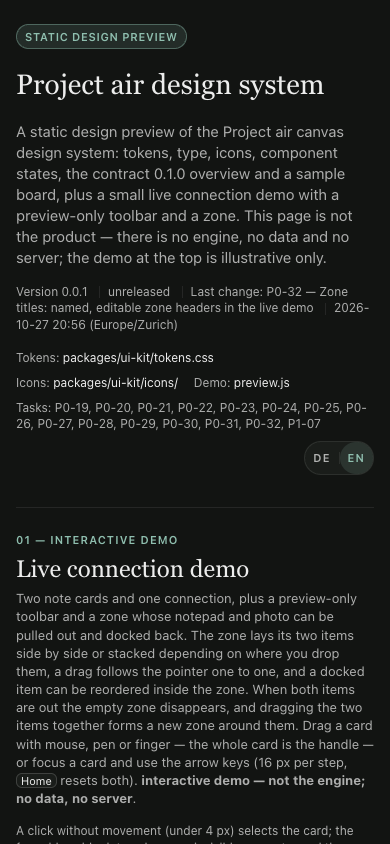 STATIC DESIGN PREVIEW
Project air design system
A static design preview of the Project air canvas
design system: tokens, type, icons, component
states, the contract 0.1.0 overview and a sample
board, plus a small live connection demo with a
preview-only toolbar and a zone. This page is not
the product — there is no engine, no data and no
server; the demo at the top is illustrative only.
Version 0.0.1 | unreleased | Last change: P0-32 — Zone
titles: named, editable zone headers in the live demo | 2026-
10-27 20:56 (Europe/Zurich)
Tokens: packages/ui-kit/tokens.css
Icons: packages/ui-kit/icons/ Demo: preview.js
Tasks: P0-19, P0-20, P0-21, P0-22, P0-23, P0-24, P0-25, P0-
26, P0-27, P0-28, P0-29, P0-30, P0-31, P0-32, P1-07
DE EN
01 — INTERACTIVE DEMO
Live connection demo
Two note cards and one connection, plus a preview-only
toolbar and a zone whose notepad and photo can be
pulled out and docked back. The zone lays its two items
side by side or stacked depending on where you drop
them, a drag follows the pointer one to one, and a docked
item can be reordered inside the zone. When both items
are out the empty zone disappears, and dragging the two
items together forms a new zone around them. Drag a card
with mouse, pen or finger — the whole card is the handle —
or focus a card and use the arrow keys (16 px per step,
Home resets both). interactive demo — not the engine;
no data, no server.
A click without movement (under 4 px) selects the card; the